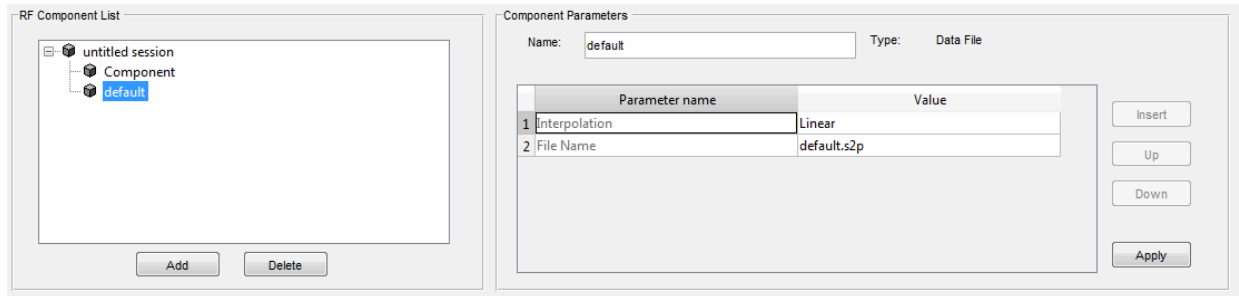 RF Component List
untitled session
Component
default
Add
Delete
Component Parameters
Name:
default
Type:
Data File
Parameter name
Value
1
Interpolation
Linear
2
File Name
default.s2p
Insert
Up
Down
Apply